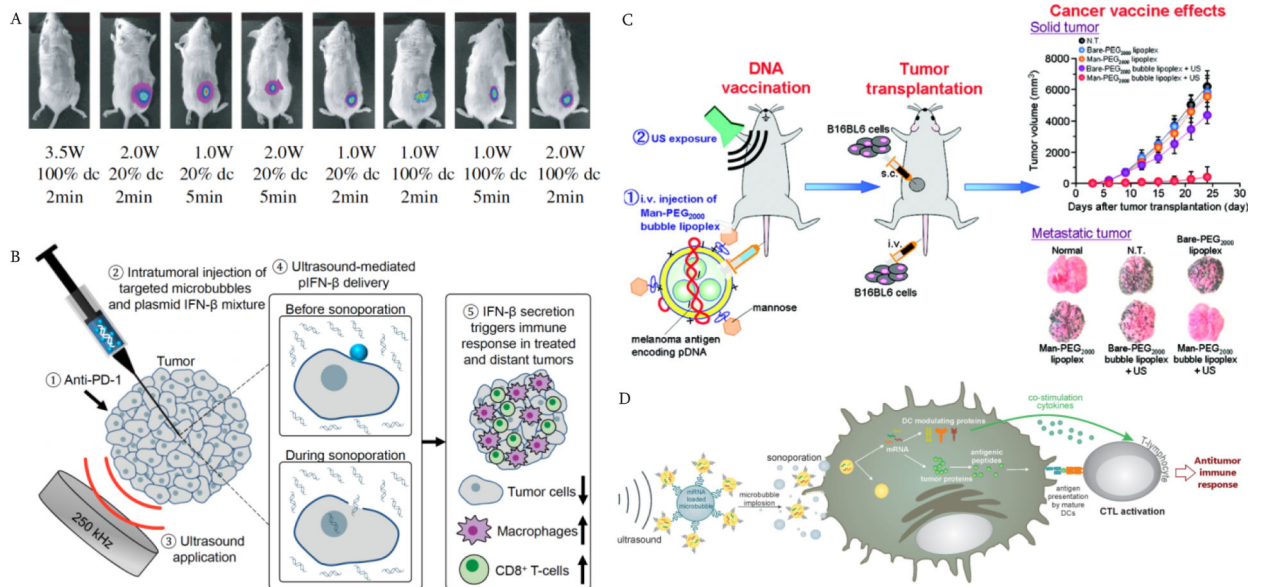 A
3.5W
100% dc
2min
2.0W
20% dc
2min
1.0W
20% dc
5min
2.0W
20% dc
5min
1.0W
20% dc
2min
1.0W
100% dc
2min
1.0W
100% dc
5min
2.0W
100% dc
2min
B
② Intratumoral injection of
targeted microbubbles
and plasmid IFN-β mixture
Tumor
① Anti-PD-1
250 kHz
③ Ultrasound
application
④ Ultrasound-mediated
pIFN-β delivery
Before sonoporation
During sonoporation
⑤ IFN-β secretion
triggers immune
response in treated
and distant tumors
Tumor cells
Macrophages
CD8⁺ T-cells
C
DNA
vaccination
② US exposure
① i.v. injection of
Man-PEG₂₀₀₀
bubble lipoplex
mannose
melanoma antigen
encoding pDNA
Tumor
transplantation
B16BL6 cells
s.c.
i.v.
B16BL6 cells
Cancer vaccine effects
Solid tumor
N.T.
Bare-PEG₂₀₀₀ lipoplex
Man-PEG₂₀₀₀ lipoplex
Bare-PEG₂₀₀₀ bubble lipoplex + US
Man-PEG₂₀₀₀ bubble lipoplex + US
Tumor volume (mm³)
8000
6000
4000
2000
0
0 5 10 15 20 25 30
Days after tumor transplantation (day)
Metastatic tumor
Normal
N.T.
Bare-PEG₂₀₀₀
lipoplex
Man-PEG₂₀₀₀
lipoplex
Bare-PEG₂₀₀₀
bubble lipoplex
+ US
Man-PEG₂₀₀₀
bubble lipoplex
+ US
D
ultrasound
mRNA
loaded
microbubble
microbubble
implosion
sonoporation
mRNA
DC modulating proteins
tumor proteins
antigenic
peptides
co-stimulation
cytokines
antigen
presentation
by mature
DCs
T-lymphocyte
CTL activation
Antitumor
immune
response